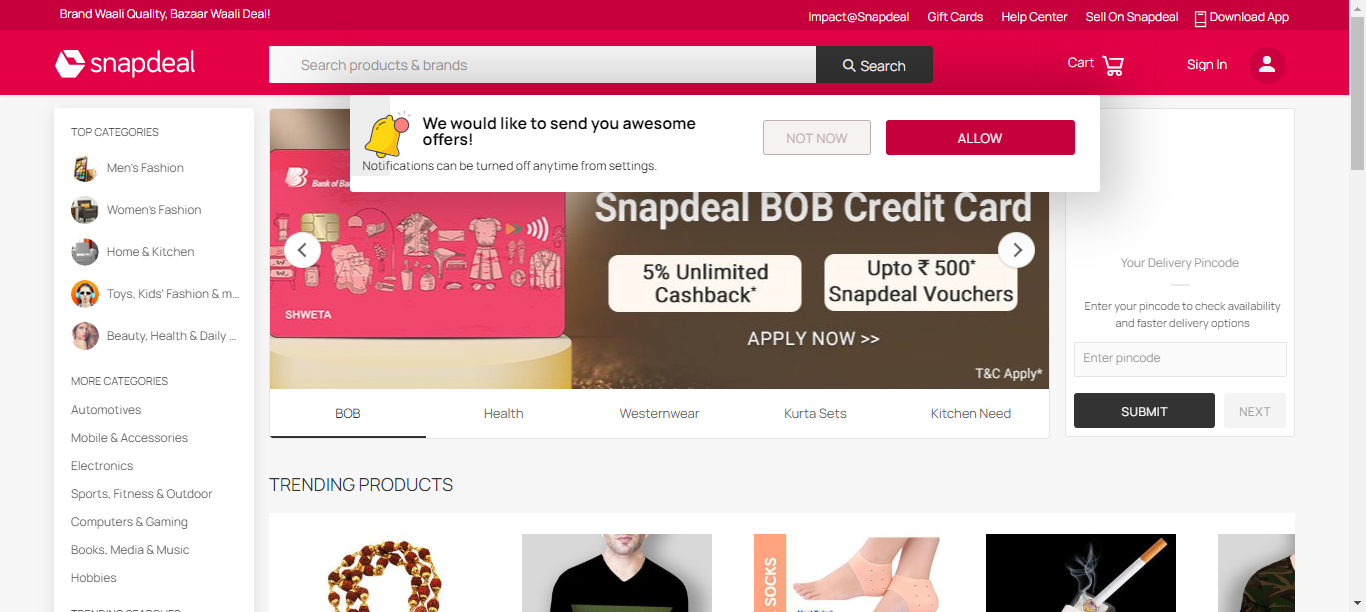 Brand Waali Quality, Bazaar Waali Deal!
Impact@Snapdeal
Gift Cards
Help Center
Sell On Snapdeal
Download App
snapdeal
Search products & brands
Search
Cart
Sign In
We would like to send you awesome
offers!
Notifications can be turned off anytime from settings.
NOT NOW
ALLOW
TOP CATEGORIES
Men's Fashion
Women's Fashion
Home & Kitchen
Toys, Kids' Fashion & m...
Beauty, Health & Daily ...
MORE CATEGORIES
Automotives
Mobile & Accessories
Electronics
Sports, Fitness & Outdoor
Computers & Gaming
Books, Media & Music
Hobbies
Bank of
SHWETA
Snapdeal BOB Credit Card
5% Unlimited
Cashback*
Upto ₹ 500*
Snapdeal Vouchers
APPLY NOW >>
T&C Apply*
BOB
Health
Westernwear
Kurta Sets
Kitchen Need
Your Delivery Pincode
Enter your pincode to check availability
and faster delivery options
Enter pincode
SUBMIT
NEXT
TRENDING PRODUCTS
SOCKS